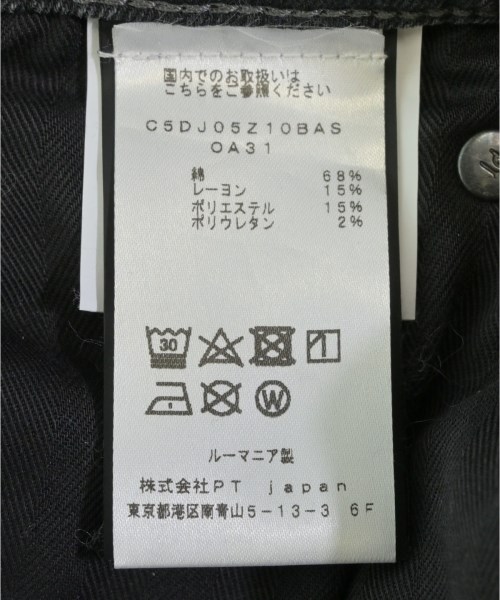 国内でのお取扱いは
こちらをご参照ください
C5DJ05Z10BAS
0A31
綿 68%
レーヨン 15%
ポリエステル 15%
ポリウレタン 2%
30
W
ルーマニア製
株式会社PT japan
東京都港区南青山5-13-3 6F